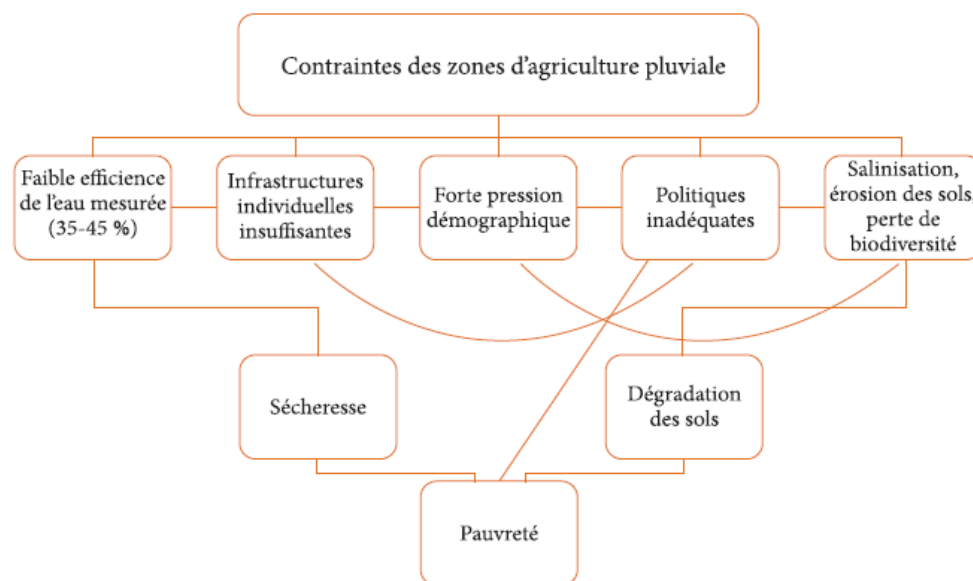 Contraintes des zones d'agriculture pluviale
Faible efficience
de l'eau mesurée
(35-45 %)
Infrastructures
individuelles
insuffisantes
Forte pression
démographique
Politiques
inadéquates
Salinisation,
érosion des sols,
perte de
biodiversité
Sécheresse
Dégradation
des sols
Pauvreté